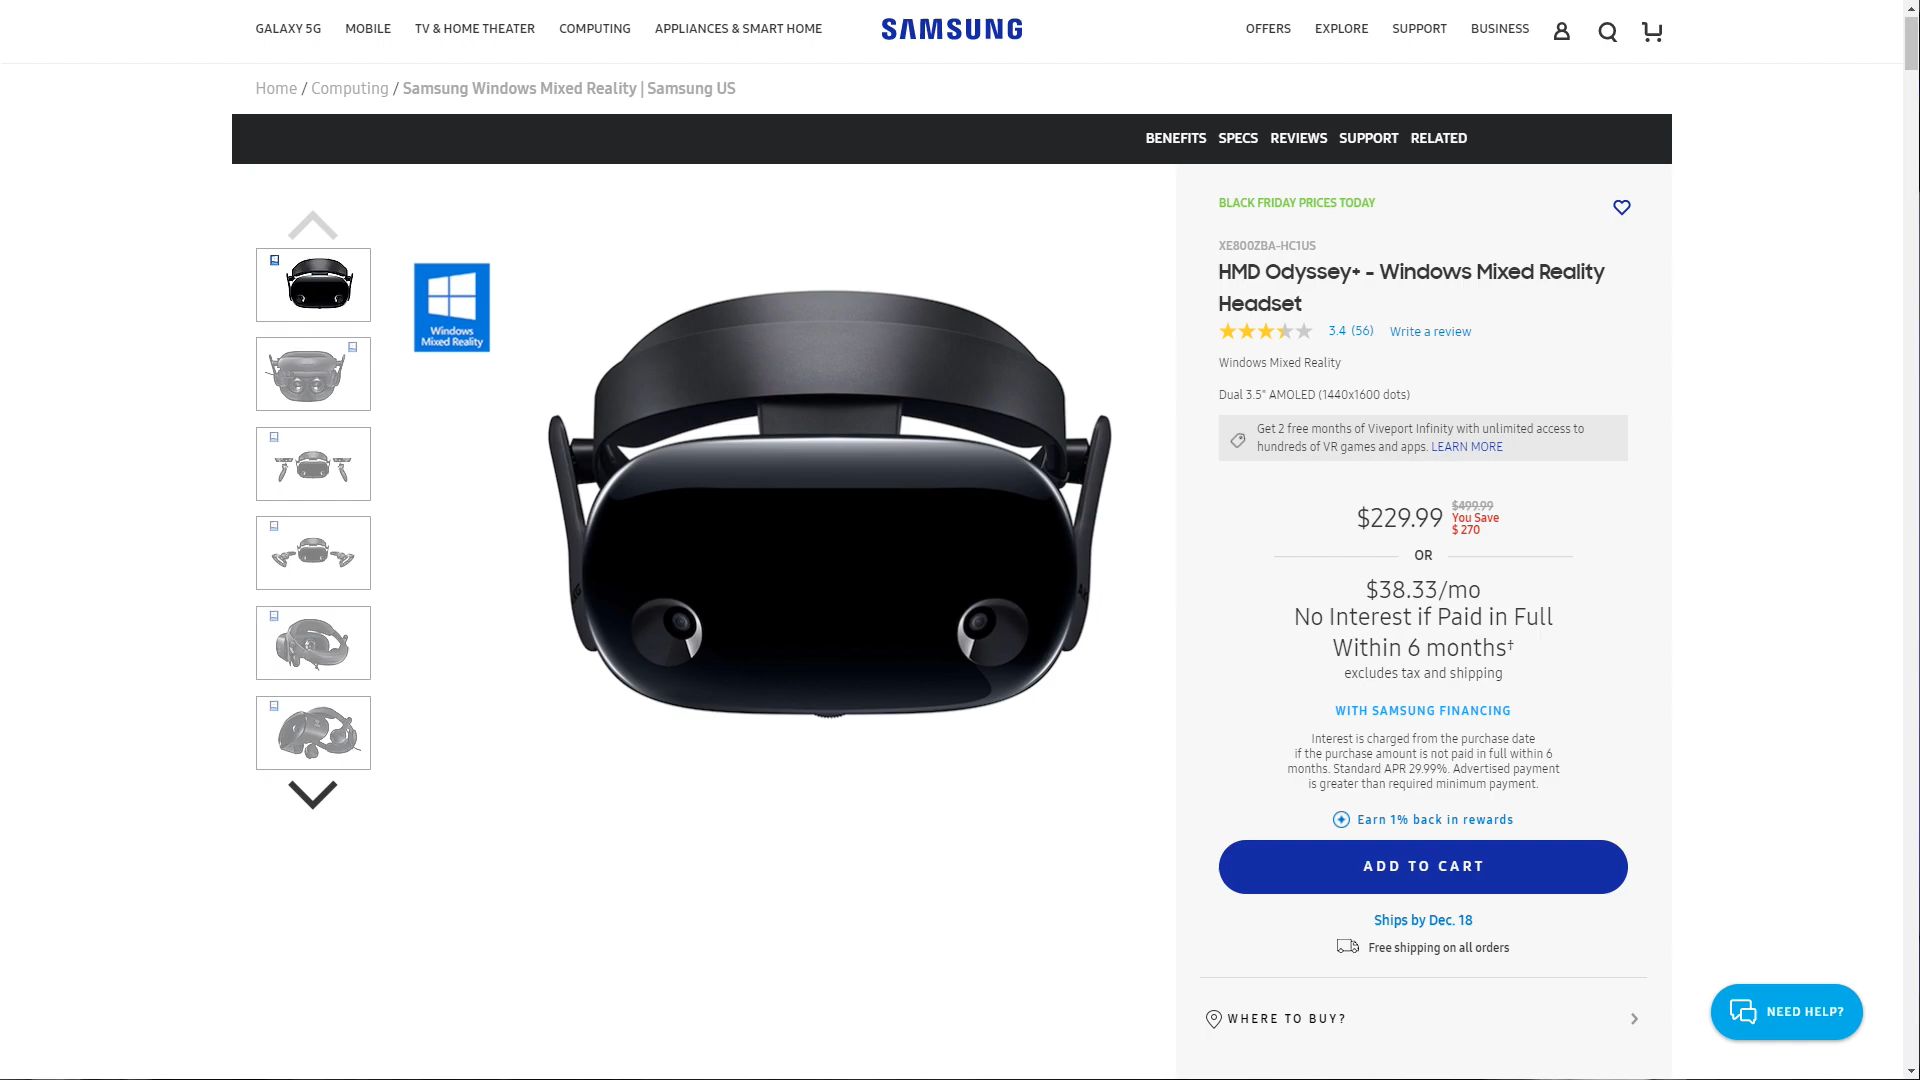 GALAXY 5G MOBILE TV & HOME THEATER COMPUTING APPLIANCES & SMART HOME SAMSUNG OFFERS EXPLORE SUPPORT BUSINESS
Home / Computing / Samsung Windows Mixed Reality | Samsung US
BENEFITS SPECS REVIEWS SUPPORT RELATED
Windows
Mixed Reality
BLACK FRIDAY PRICES TODAY
XE800ZBA-HC1US
HMD Odyssey+ - Windows Mixed Reality
Headset
3.4 (56) Write a review
Windows Mixed Reality
Dual 3.5" AMOLED (1440x1600 dots)
Get 2 free months of Viveport Infinity with unlimited access to
hundreds of VR games and apps. LEARN MORE
$229.99 $499.99
You Save
$ 270
OR
$38.33/mo
No Interest if Paid in Full
Within 6 months†
excludes tax and shipping
WITH SAMSUNG FINANCING
Interest is charged from the purchase date
if the purchase amount is not paid in full within 6
months. Standard APR 29.99%. Advertised payment
is greater than required minimum payment.
Earn 1% back in rewards
ADD TO CART
Ships by Dec. 18
Free shipping on all orders
WHERE TO BUY?
NEED HELP?